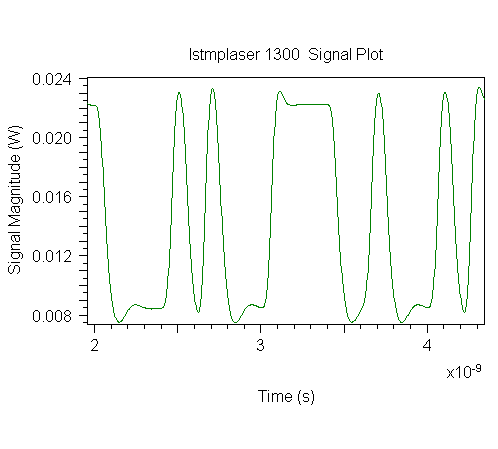 lstmplaser 1300  Signal Plot
0.024
0.020
0.016
0.012
0.008
Signal Magnitude (W)
2
3
4
x10-9
Time (s)